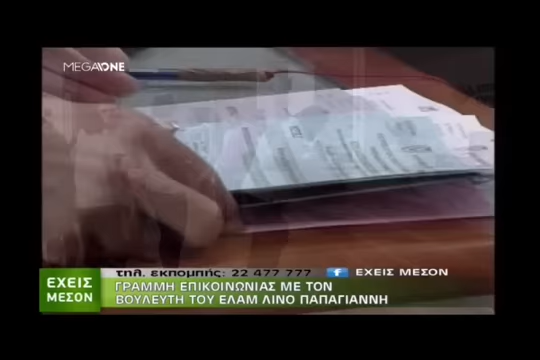 MEGAONE
τηλ. εκπομπής: 22 477 777
f ΕΧΕΙΣ ΜΕΣΟΝ
ΕΧΕΙΣ
ΜΕΣΟΝ
ΓΡΑΜΜΗ ΕΠΙΚΟΙΝΩΝΙΑΣ ΜΕ ΤΟΝ
ΒΟΥΛΕΥΤΗ ΤΟΥ ΕΛΑΜ ΛΙΝΟ ΠΑΠΑΓΙΑΝΝΗ